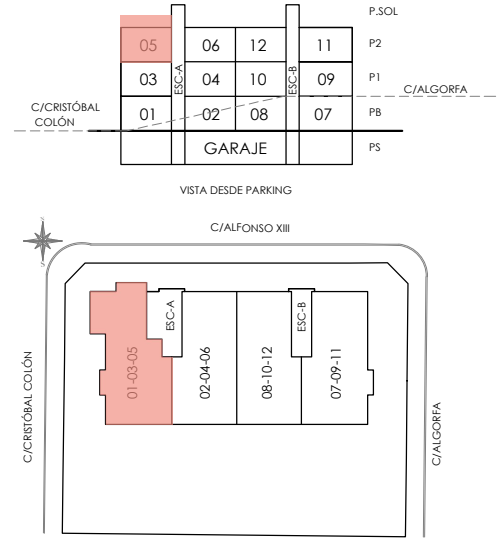 P.SOL
05 ESC-A 06 12 ESC-B 11 P2
03 04 10 09 P1
C/CRISTÓBAL COLÓN
C/ALGORFA
01 02 08 07 PB
GARAJE PS
VISTA DESDE PARKING
C/ALFONSO XIII
C/CRISTÓBAL COLÓN
01-03-05
ESC-A
02-04-06
08-10-12
ESC-B
07-09-11
C/ALGORFA